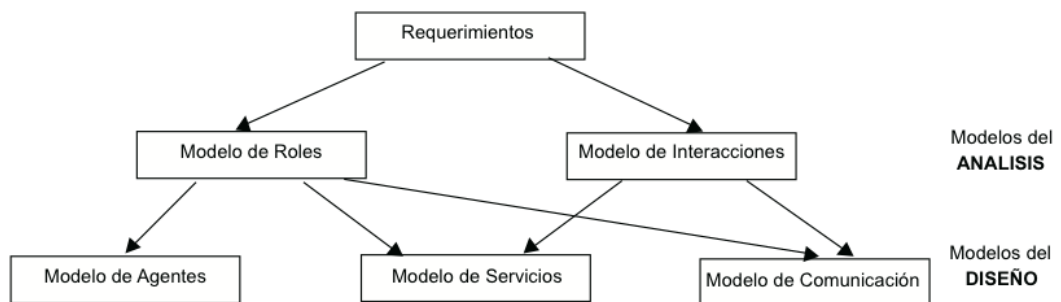 Requerimientos
Modelo de Roles
Modelo de Interacciones
Modelos del
ANALISIS
Modelo de Agentes
Modelo de Servicios
Modelo de Comunicación
Modelos del
DISEÑO